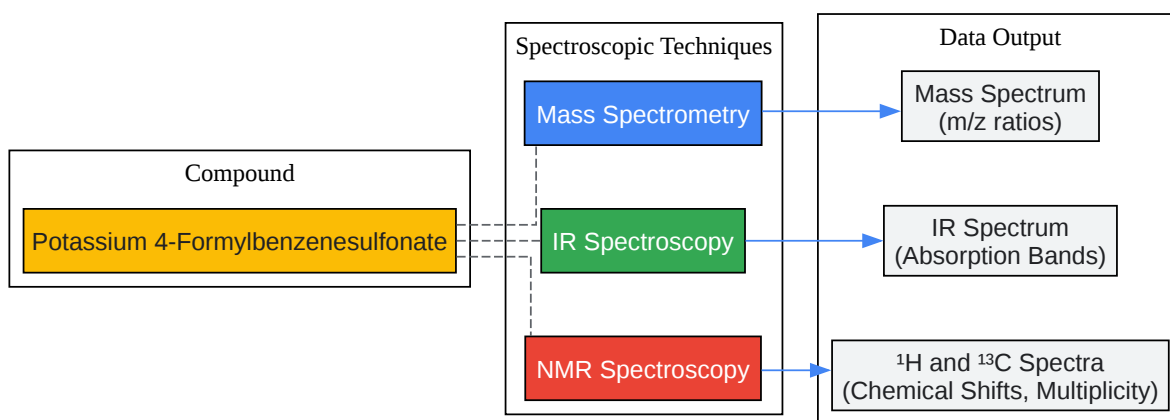 Compound
Potassium 4-Formylbenzenesulfonate
Spectroscopic Techniques
Mass Spectrometry
IR Spectroscopy
NMR Spectroscopy
Data Output
Mass Spectrum
(m/z ratios)
IR Spectrum
(Absorption Bands)
¹H and ¹³C Spectra
(Chemical Shifts, Multiplicity)